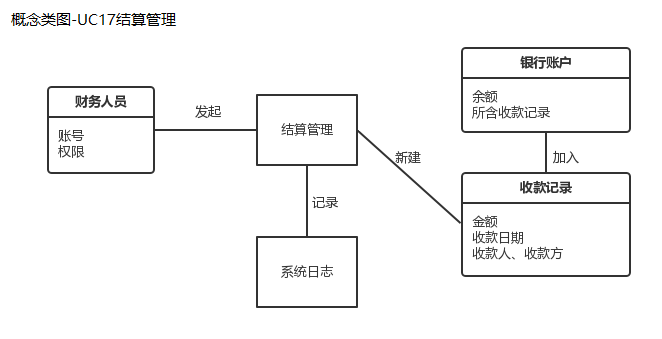 概念类图-UC17结算管理
财务人员
账号
权限
发起
结算管理
记录
系统日志
新建
银行账户
余额
所含收款记录
加入
收款记录
金额
收款日期
收款人、收款方